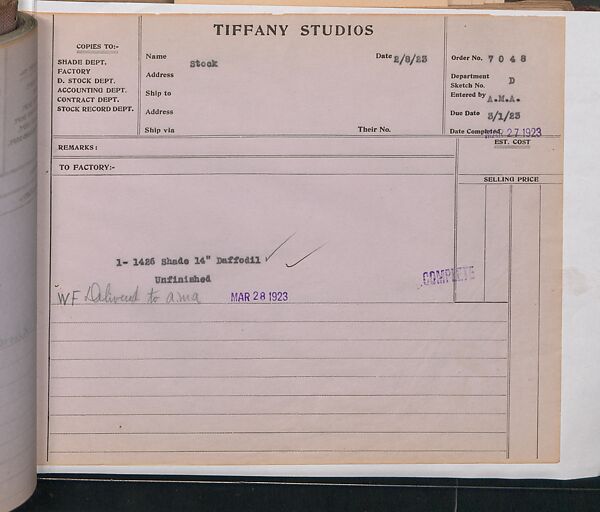 TIFFANY STUDIOS
COPIES TO:-
SHADE DEPT.
FACTORY
D. STOCK DEPT.
ACCOUNTING DEPT.
CONTRACT DEPT.
STOCK RECORD DEPT.
Name Stock
Date 2/8/23
Address
Ship to
Address
Ship via
Their No.
Order No. 7048
Department D
Sketch No.
Entered by A.M.A.
Due Date 3/1/23
Date Completed, MAR 27 1923
REMARKS:
EST. COST
TO FACTORY:-
SELLING PRICE
1- 1426 Shade 14" Daffodil
Unfinished
COMPLETE
WF Delivered to ama MAR 28 1923